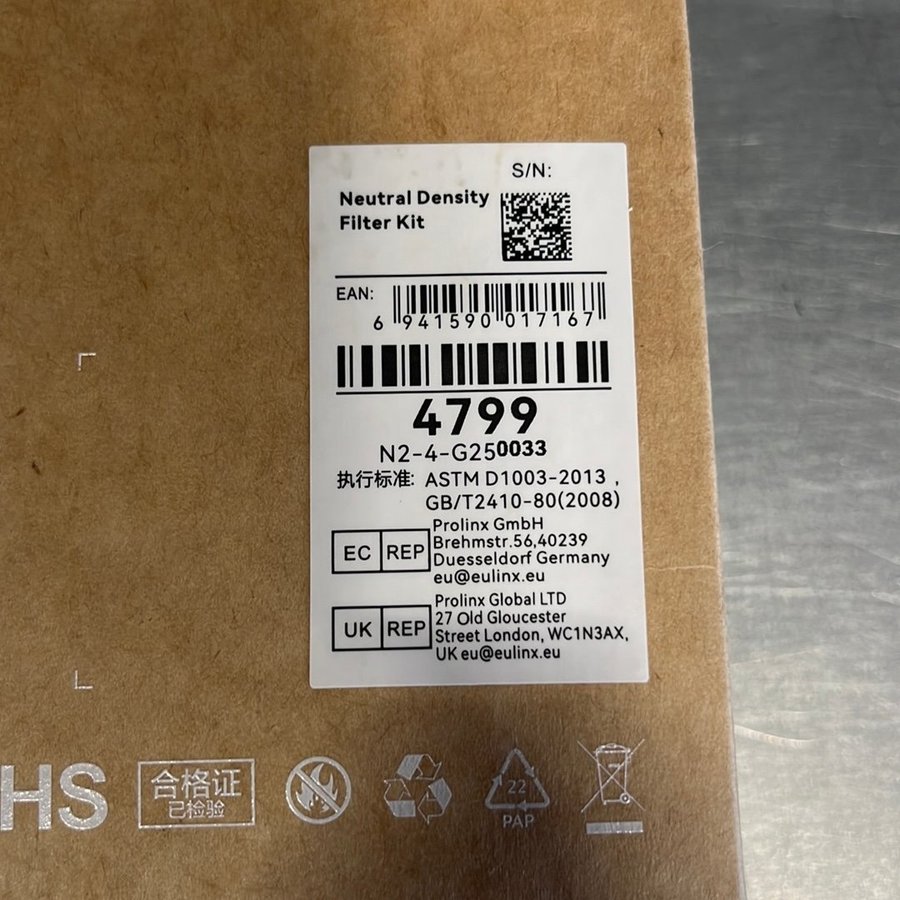 S/N:
Neutral Density
Filter Kit
EAN:
6 941590 017167
4799
N2-4-G250033
执行标准: ASTM D1003-2013 ,
GB/T2410-80(2008)
EC REP
Prolinx GmbH
Brehmstr.56,40239
Duesseldorf Germany
eu@eulinx.eu
UK REP
Prolinx Global LTD
27 Old Gloucester
Street London, WC1N3AX,
UK eu@eulinx.eu
HS
合格证
已检验
22
PAP